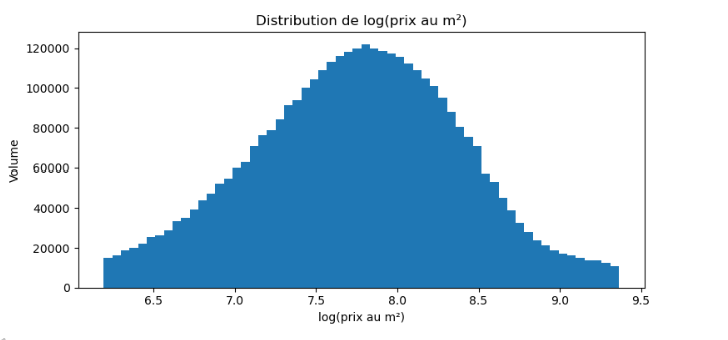 Distribution de log(prix au m²)
120000
100000
80000
60000
40000
20000
0
Volume
6.5 7.0 7.5 8.0 8.5 9.0 9.5
log(prix au m²)